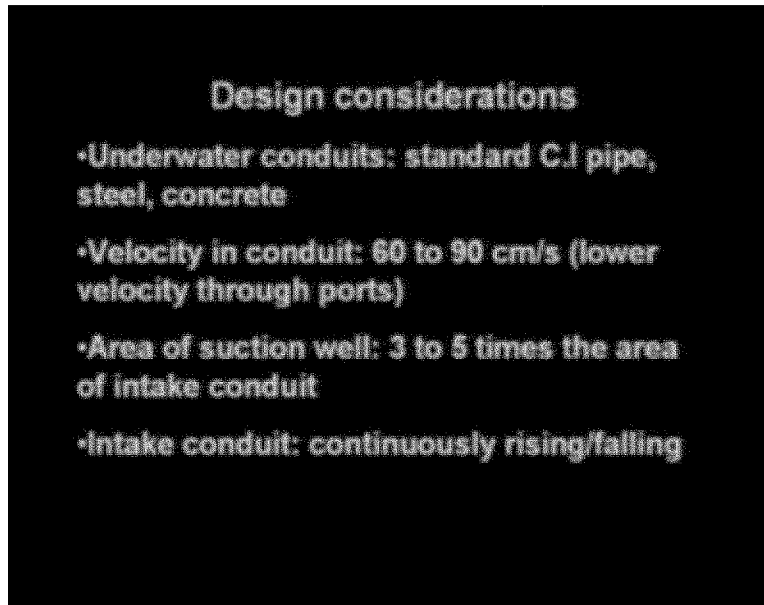 Design considerations
•Underwater conduits: standard C.I pipe,
steel, concrete
•Velocity in conduit: 60 to 90 cm/s (lower
velocity through ports)
•Area of suction well: 3 to 5 times the area
of intake conduit
•Intake conduit: continuously rising/falling